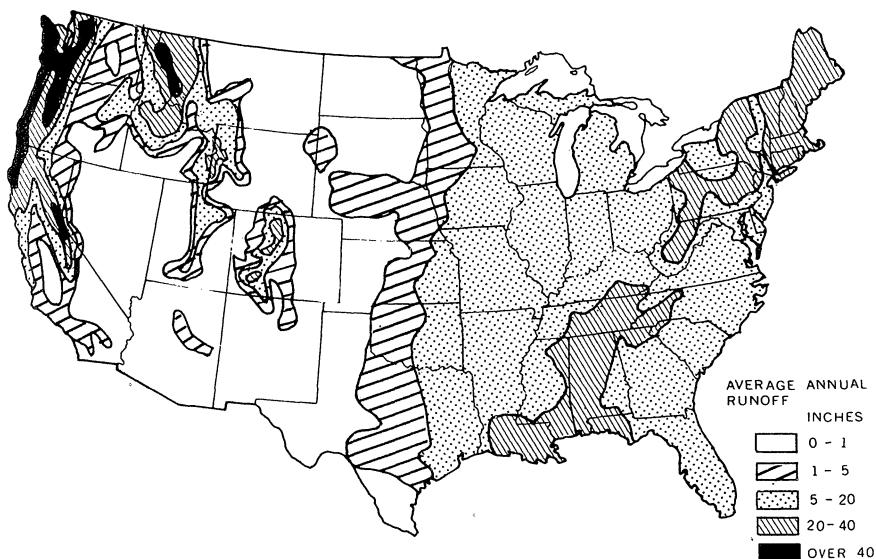 AVERAGE ANNUAL
RUNOFF
INCHES
0 - 1
1 - 5
5 - 20
20 - 40
OVER 40